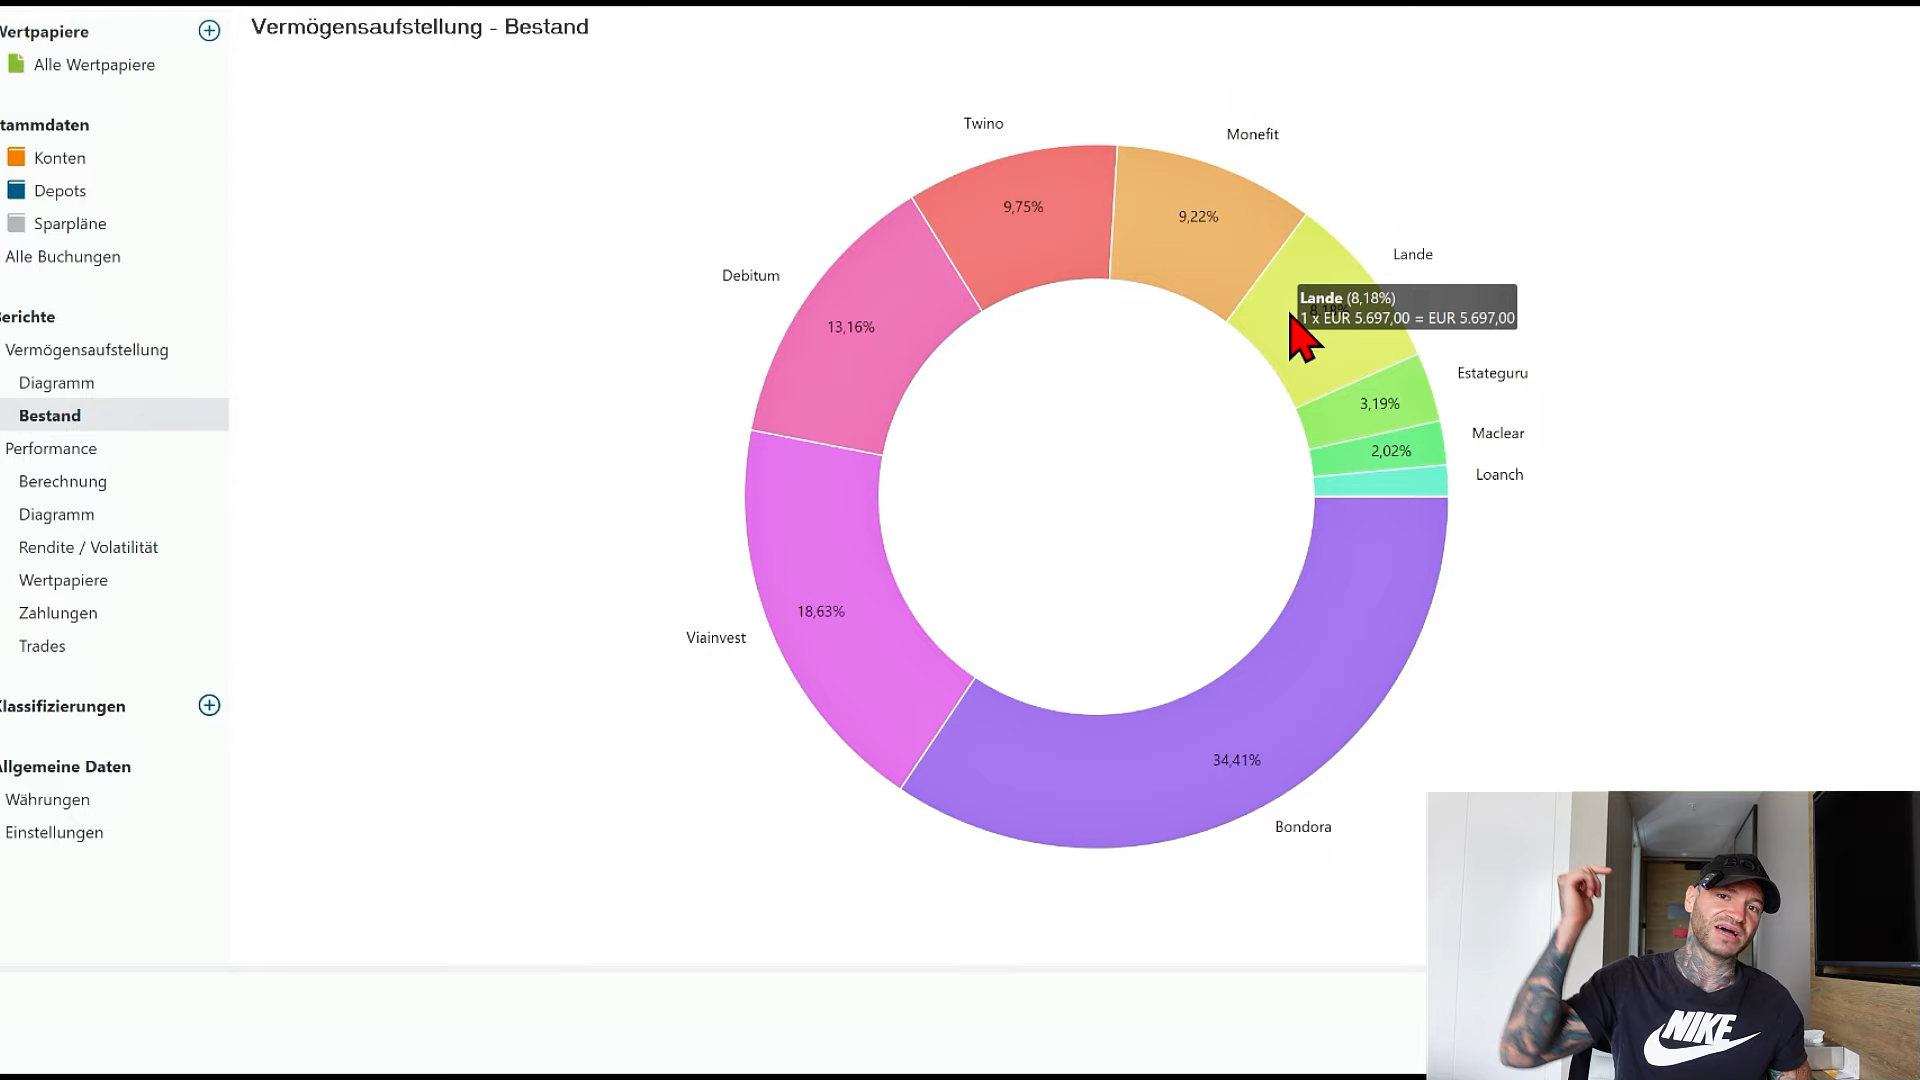 Wertpapiere
Alle Wertpapiere
tammdaten
Konten
Depots
Sparpläne
Alle Buchungen
erichte
Vermögensaufstellung
Diagramm
Bestand
Performance
Berechnung
Diagramm
Rendite / Volatilität
Wertpapiere
Zahlungen
Trades
Klassifizierungen
Allgemeine Daten
Währungen
Einstellungen
Vermögensaufstellung - Bestand
Twino
Monefit
9,75%
9,22%
Lande
Debitum
Lande (8,18%)
1 x EUR 5.697,00 = EUR 5.697,00
13,16%
Estateguru
3,19%
Maclear
2,02%
Loanch
18,63%
Viainvest
34,41%
Bondora
NIKE